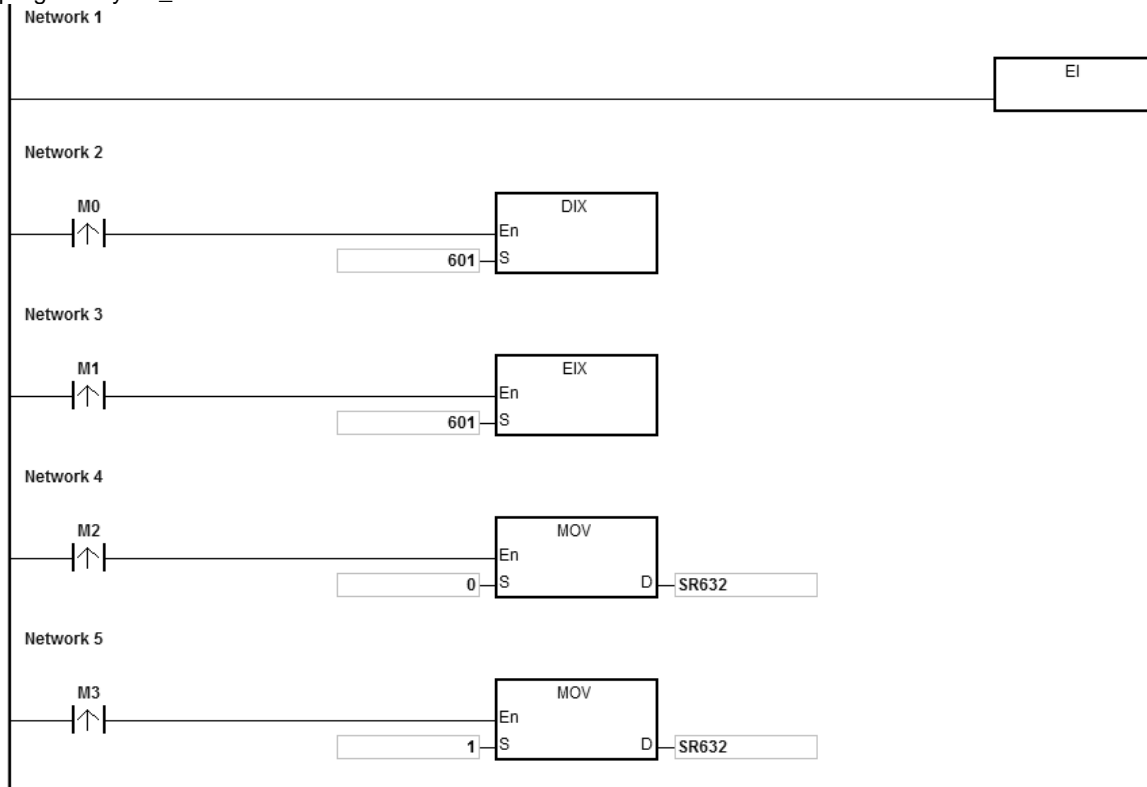 Network 1
EI
Network 2
M0
DIX
En
601
S
Network 3
M1
EIX
En
601
S
Network 4
M2
MOV
En
0
S
D
SR632
Network 5
M3
MOV
En
1
S
D
SR632